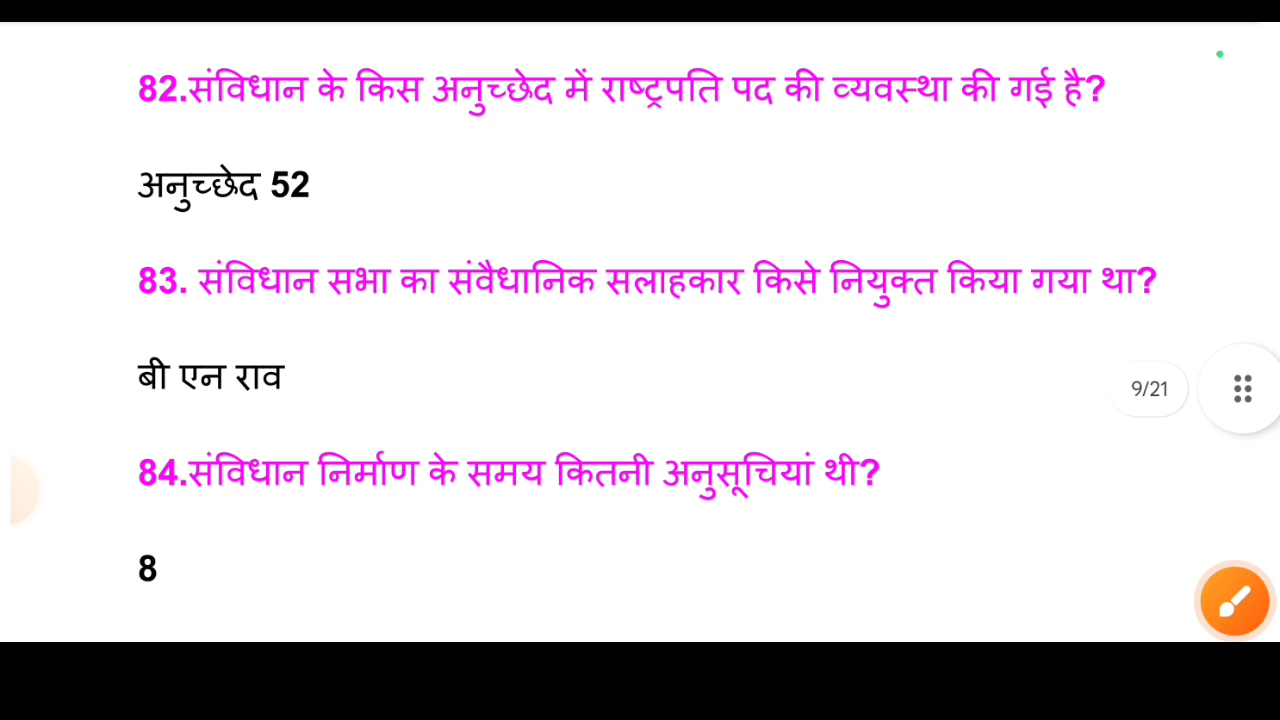 82.संविधान के किस अनुच्छेद में राष्ट्रपति पद की व्यवस्था की गई है?
अनुच्छेद 52
83. संविधान सभा का संवैधानिक सलाहकार किसे नियुक्त किया गया था?
बी एन राव
9/21
84.संविधान निर्माण के समय कितनी अनुसूचियां थी?
8